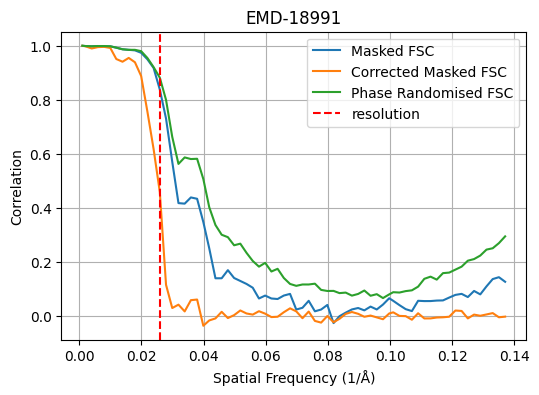 EMD-18991
Masked FSC
Corrected Masked FSC
Phase Randomised FSC
resolution
Correlation
1.0
0.8
0.6
0.4
0.2
0.0
0.00 0.02 0.04 0.06 0.08 0.10 0.12 0.14
Spatial Frequency (1/Å)